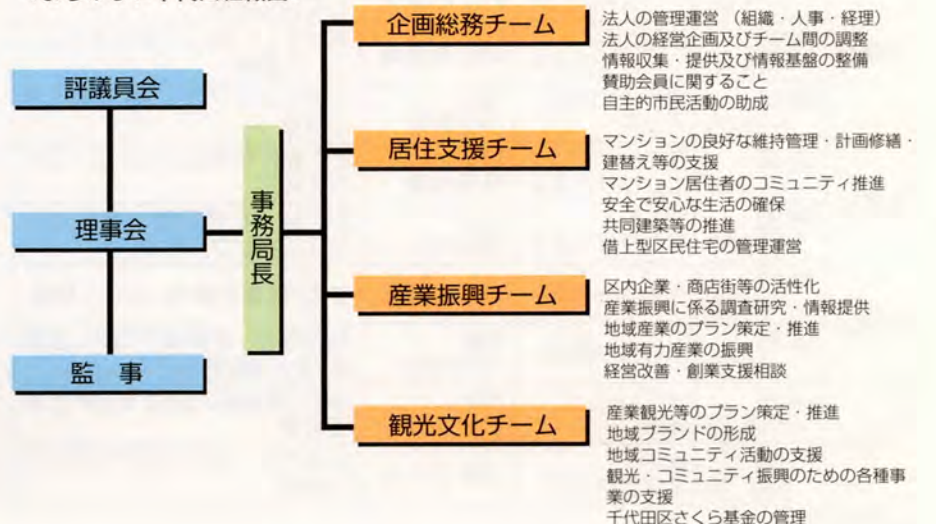 評議員会
理事会
監　事
事務局長
企画総務チーム
法人の管理運営 （組織・人事・経理）
法人の経営企画及びチーム間の調整
情報収集・提供及び情報基盤の整備
賛助会員に関すること
自主的市民活動の助成
居住支援チーム
マンションの良好な維持管理・計画修繕・
建替え等の支援
マンション居住者のコミュニティ推進
安全で安心な生活の確保
共同建築等の推進
借上型区民住宅の管理運営
産業振興チーム
区内企業・商店街等の活性化
産業振興に係る調査研究・情報提供
地域産業のプラン策定・推進
地域有力産業の振興
経営改善・創業支援相談
観光文化チーム
産業観光等のプラン策定・推進
地域ブランドの形成
地域コミュニティ活動の支援
観光・コミュニティ振興のための各種事
業の支援
千代田区さくら基金の管理